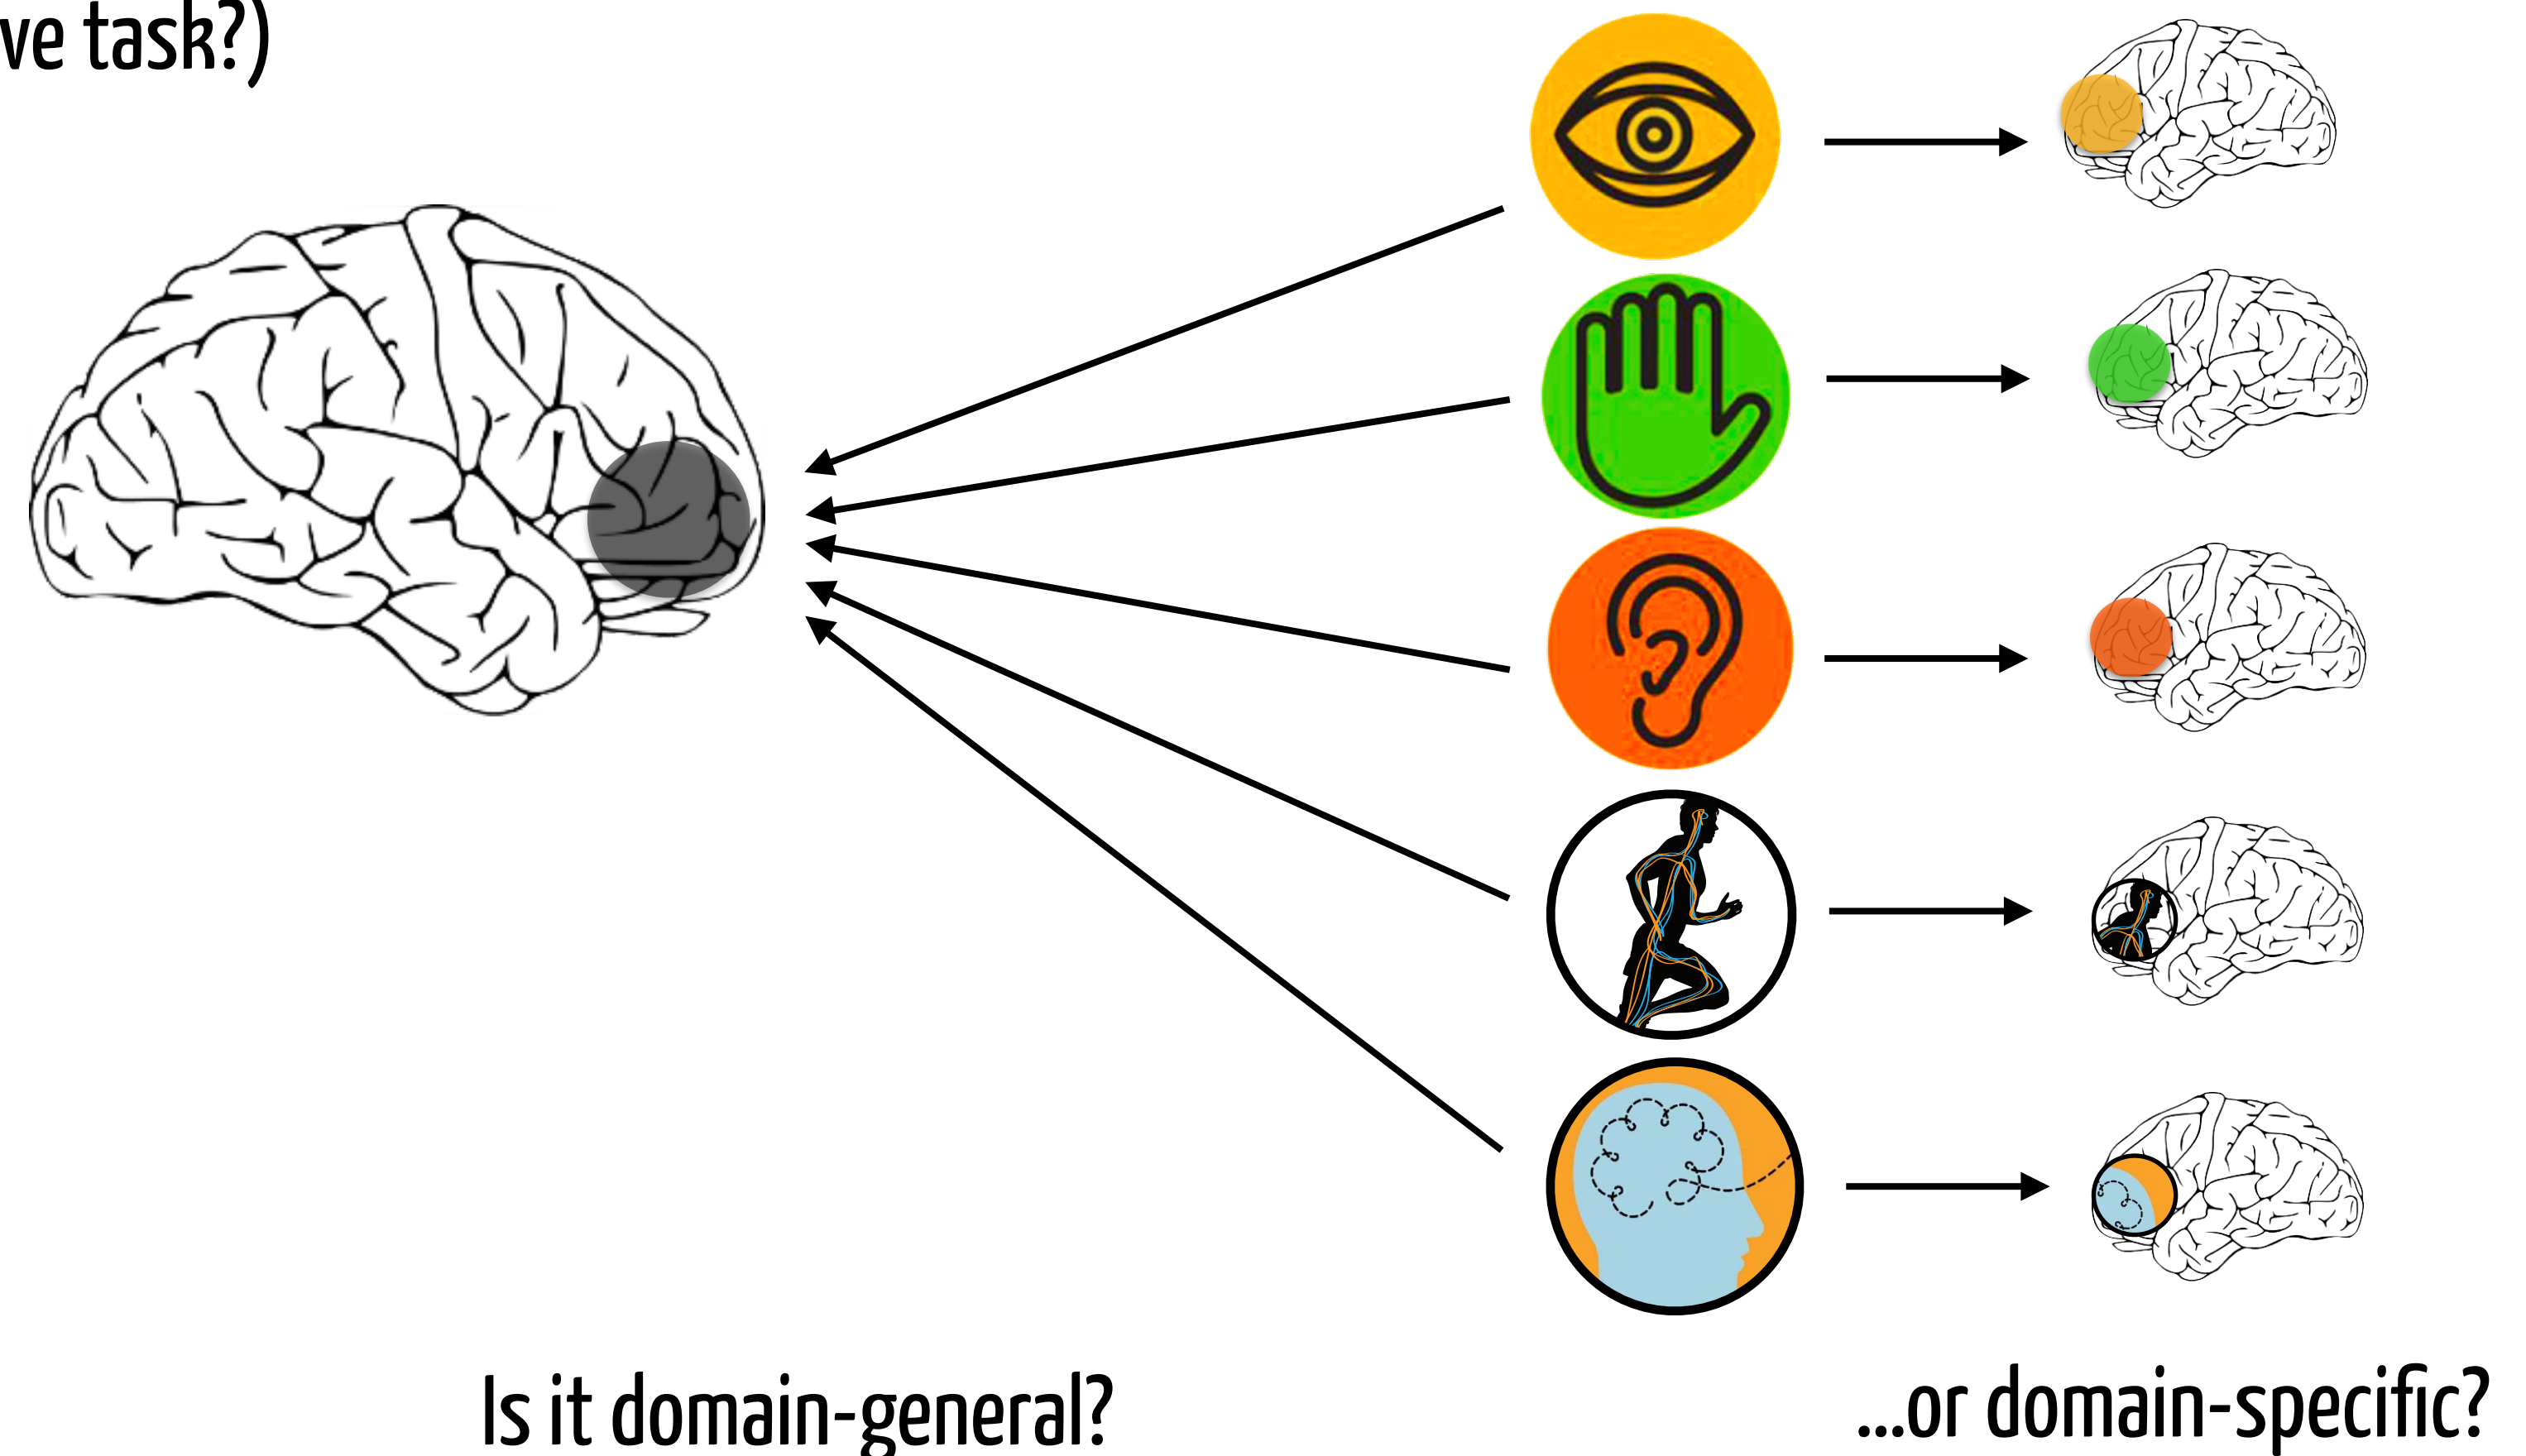 ve task?)
Is it domain-general?
...or domain-specific?